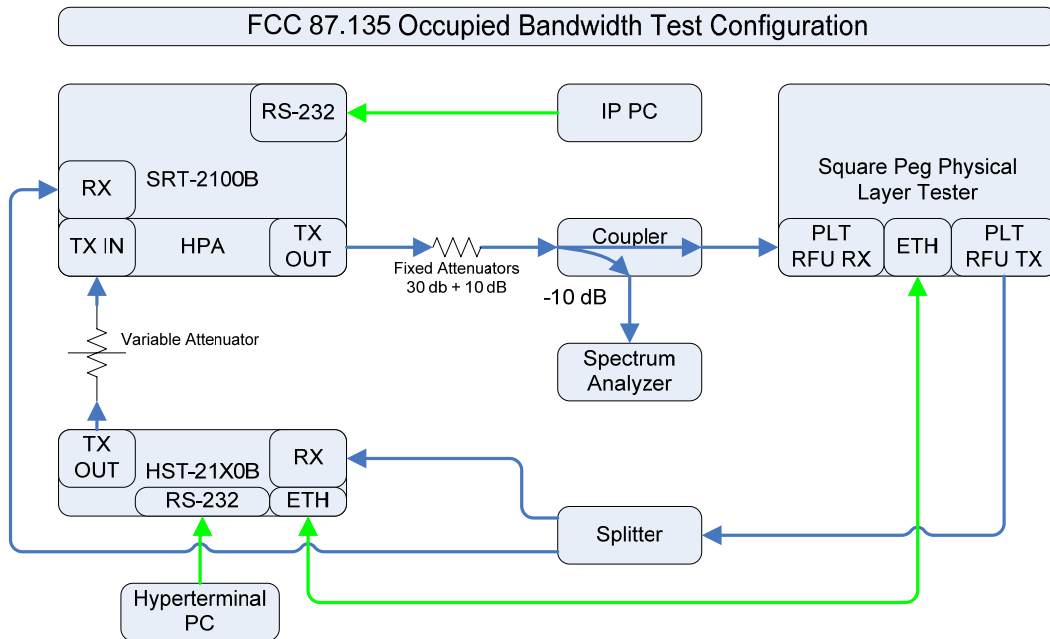 FCC 87.135 Occupied Bandwidth Test Configuration
RS-232
IP PC
RX
SRT-2100B
Square Peg Physical
Layer Tester
TX IN
HPA
TX
OUT
Fixed Attenuators
30 db + 10 dB
Coupler
-10 dB
PLT
RFU RX
ETH
PLT
RFU TX
Variable Attenuator
Spectrum
Analyzer
TX
OUT
HST-21X0B
RX
RS-232
ETH
Splitter
Hyperterminal
PC